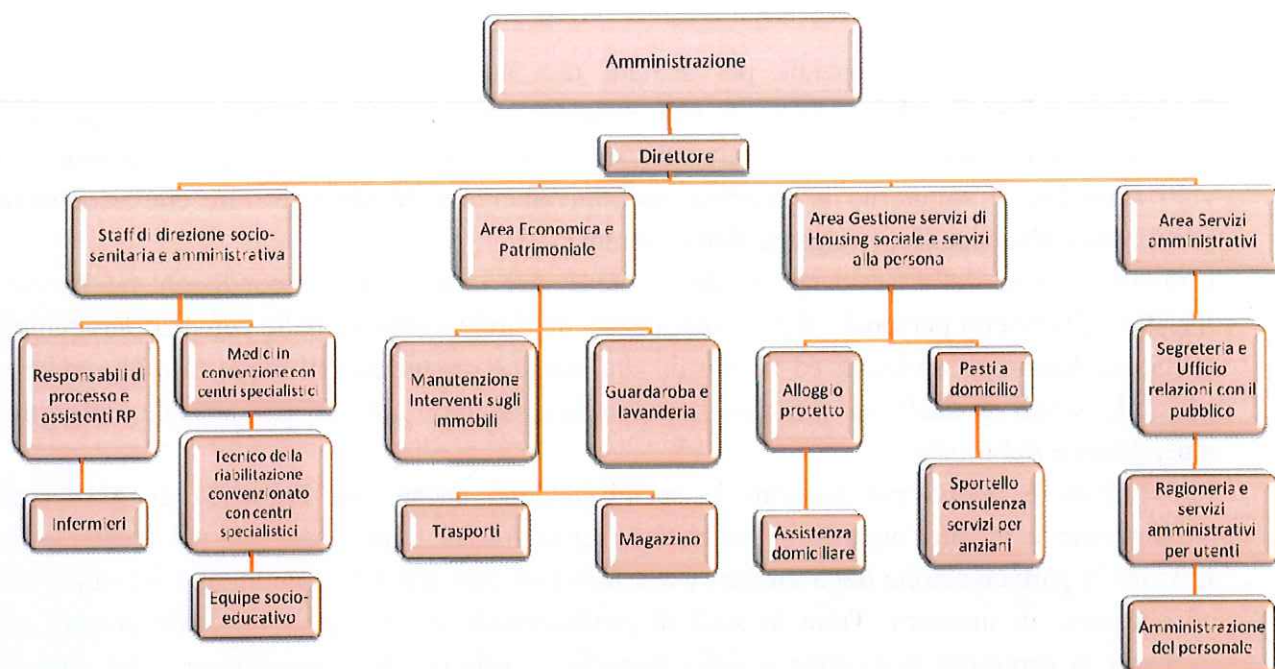 Amministrazione
Direttore
Staff di direzione socio-
sanitaria e amministrativa
Area Economica e
Patrimoniale
Area Gestione servizi di
Housing sociale e servizi
alla persona
Area Servizi
amministrativi
Responsabili di
processo e
assistenti RP
Medici in
convenzione con
centri specialistici
Manutenzione
Interventi sugli
immobili
Guardaroba e
lavanderia
Alloggio
protetto
Pasti a
domicilio
Segreteria e
Ufficio
relazioni con il
pubblico
Infermieri
Tecnico della
riabilitazione
convenzionato
con centri
specialistici
Trasporti
Magazzino
Assistenza
domiciliare
Sportello
consulenza
servizi per
anziani
Ragioneria e
servizi
amministrativi
per utenti
Equipe socio-
educativo
Amministrazione
del personale